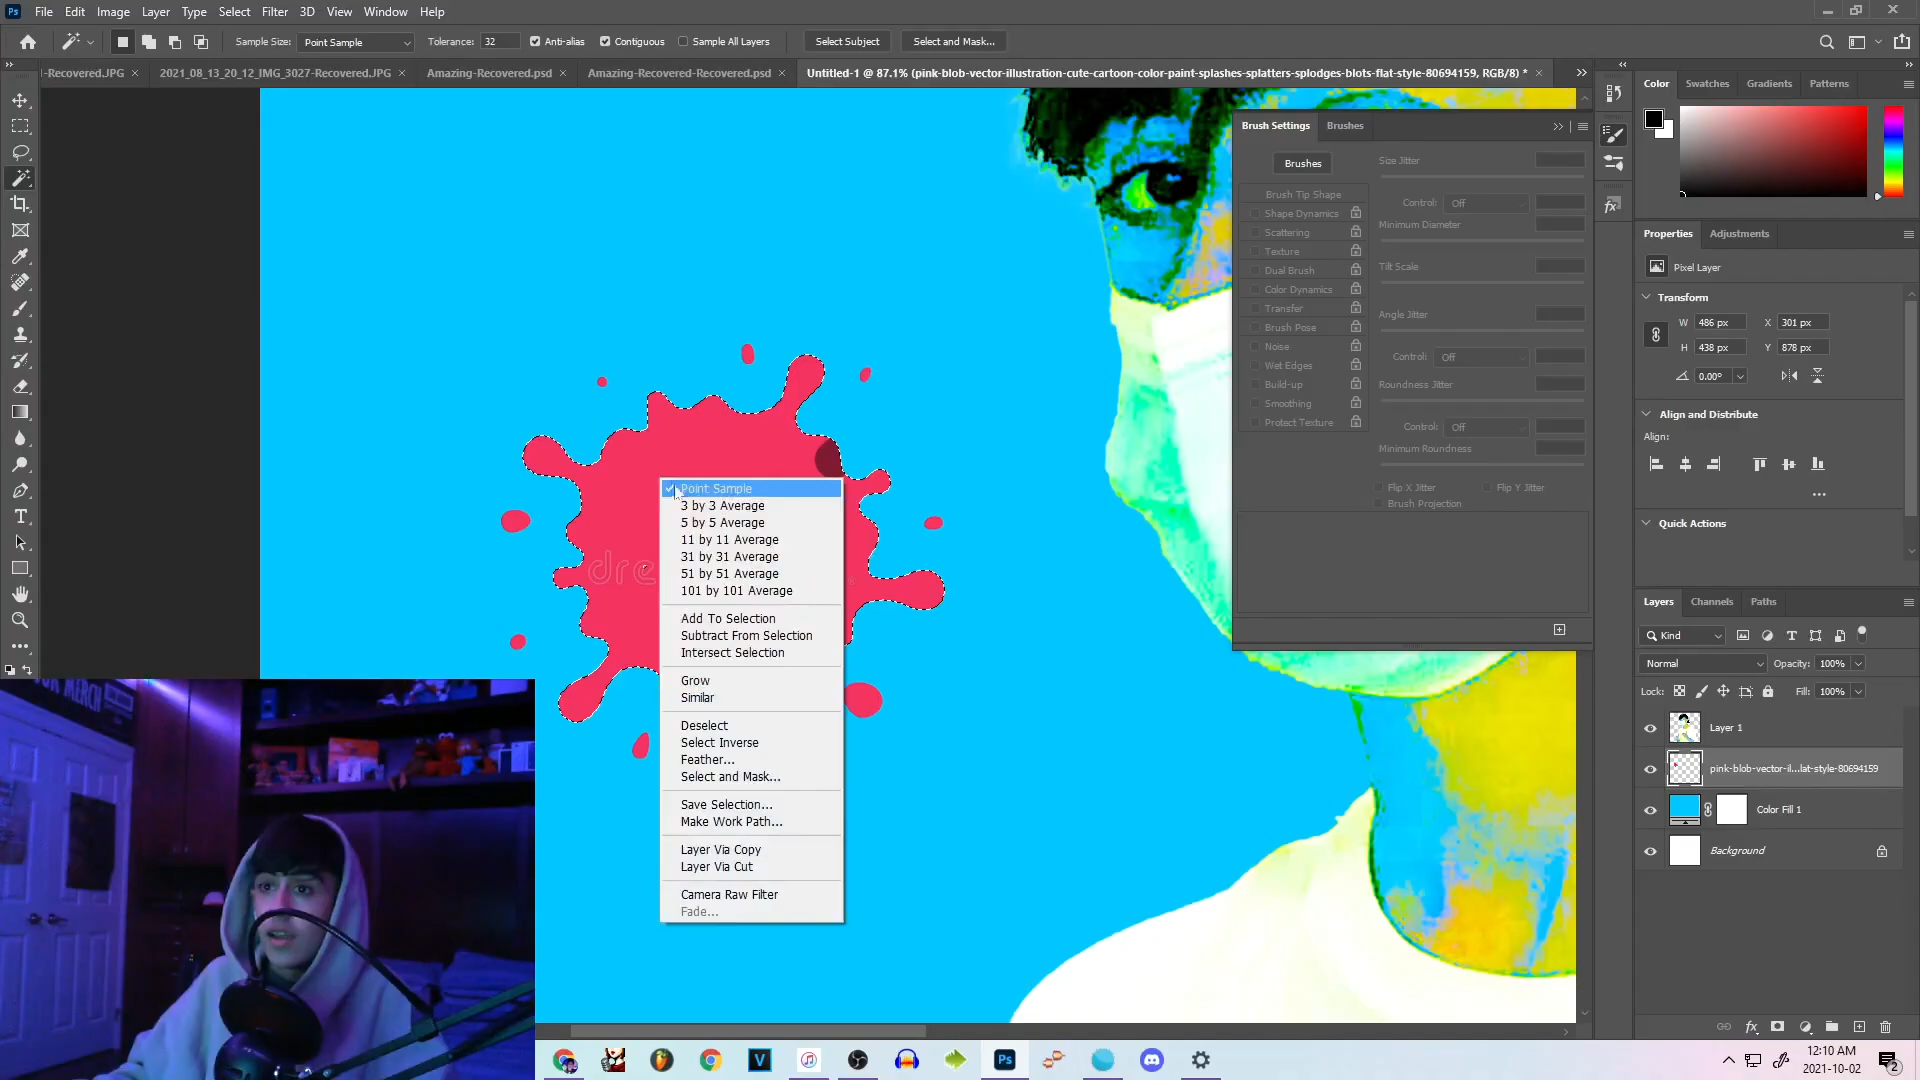 Ps File Edit Image Layer Type Select Filter 3D View Window Help
Sample Size: Point Sample Tolerance: 32 Anti-alias Contiguous Sample All Layers Select Subject Select and Mask...
I-Recovered.JPG × 2021_08_13_20_12_IMG_3027-Recovered.JPG × Amazing-Recovered.psd × Amazing-Recovered-Recovered.psd × Untitled-1 @ 87.1% (pink-blob-vector-illustration-cute-cartoon-color-paint-splashes-splatters-splodges-blots-flat-style-80694159, RGB/8) * ×
Color Swatches Gradients Patterns
Brush Settings Brushes
Brushes
Size Jitter
Brush Tip Shape
Shape Dynamics
Scattering
Texture
Dual Brush
Color Dynamics
Transfer
Brush Pose
Noise
Wet Edges
Build-up
Smoothing
Protect Texture
Control: Off
Minimum Diameter
Tilt Scale
Angle Jitter
Control: Off
Roundness Jitter
Control: Off
Minimum Roundness
Flip X Jitter Flip Y Jitter
Brush Projection
Properties Adjustments
Pixel Layer
Transform
W 486 px X 301 px
H 438 px Y 878 px
0.00°
Align and Distribute
Align:
Quick Actions
Layers Channels Paths
Kind
Normal Opacity: 100%
Lock: Fill: 100%
Layer 1
pink-blob-vector-il...lat-style-80694159
Color Fill 1
Background
dre
Point Sample
3 by 3 Average
5 by 5 Average
11 by 11 Average
31 by 31 Average
51 by 51 Average
101 by 101 Average
Add To Selection
Subtract From Selection
Intersect Selection
Grow
Similar
Deselect
Select Inverse
Feather...
Select and Mask...
Save Selection...
Make Work Path...
Layer Via Copy
Layer Via Cut
Camera Raw Filter
Fade...
MERCH
Ps
12:10 AM
2021-10-02
2